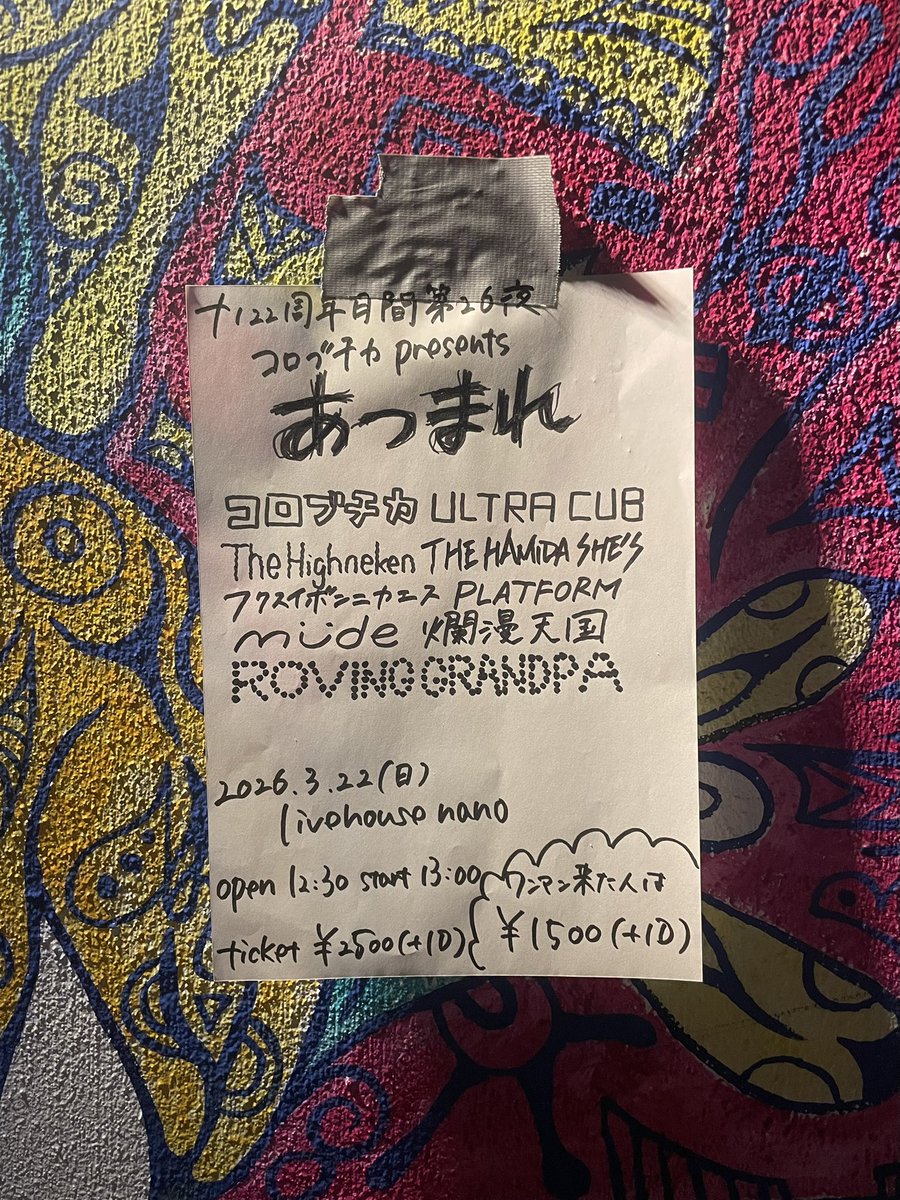 ナノ22周年月間第26夜
コロブチカ presents
あつまれ
コロブチカ ULTRA CUB
The Highneken THE HAMIDA SHE'S
フクスイボンニカエス PLATFORM
müde 爛漫天国
ROVING GRANDPA
2026.3.22(日)
livehouse nano
open 12:30 start 13:00
ワンマン来た人は
ticket ¥2500(+1D)
¥1500(+1D)